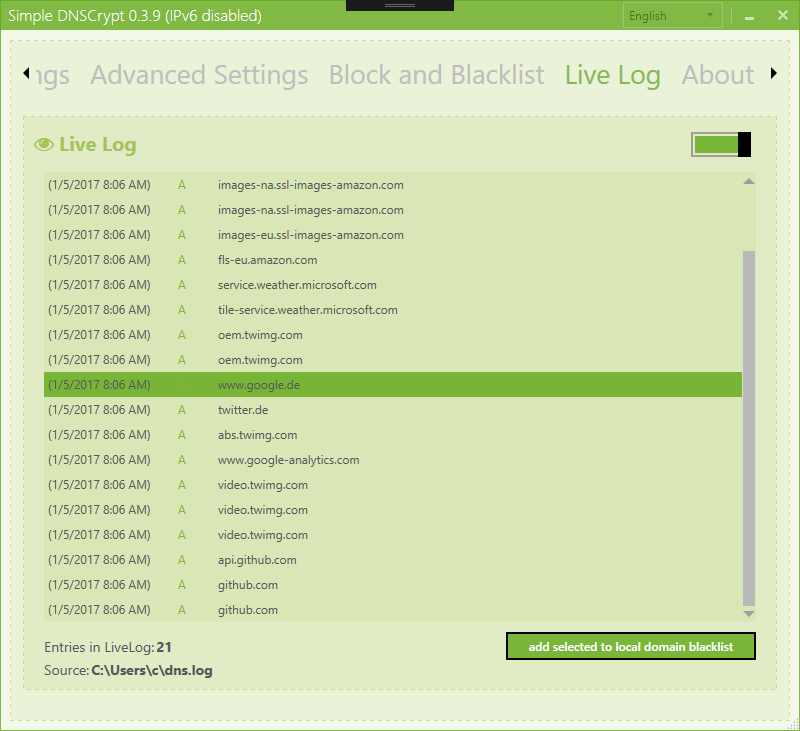 Simple DNSCrypt 0.3.9 (IPv6 disabled) English
ngs Advanced Settings Block and Blacklist Live Log About
Live Log
(1/5/2017 8:06 AM) A images-na.ssl-images-amazon.com
(1/5/2017 8:06 AM) A images-na.ssl-images-amazon.com
(1/5/2017 8:06 AM) A images-eu.ssl-images-amazon.com
(1/5/2017 8:06 AM) A fls-eu.amazon.com
(1/5/2017 8:06 AM) A service.weather.microsoft.com
(1/5/2017 8:06 AM) A tile-service.weather.microsoft.com
(1/5/2017 8:06 AM) A oem.twimg.com
(1/5/2017 8:06 AM) A oem.twimg.com
(1/5/2017 8:06 AM) A www.google.de
(1/5/2017 8:06 AM) A twitter.de
(1/5/2017 8:06 AM) A abs.twimg.com
(1/5/2017 8:06 AM) A www.google-analytics.com
(1/5/2017 8:06 AM) A video.twimg.com
(1/5/2017 8:06 AM) A video.twimg.com
(1/5/2017 8:06 AM) A video.twimg.com
(1/5/2017 8:06 AM) A api.github.com
(1/5/2017 8:06 AM) A github.com
(1/5/2017 8:06 AM) A github.com
Entries in LiveLog: 21
add selected to local domain blacklist
Source: C:\Users\c\dns.log